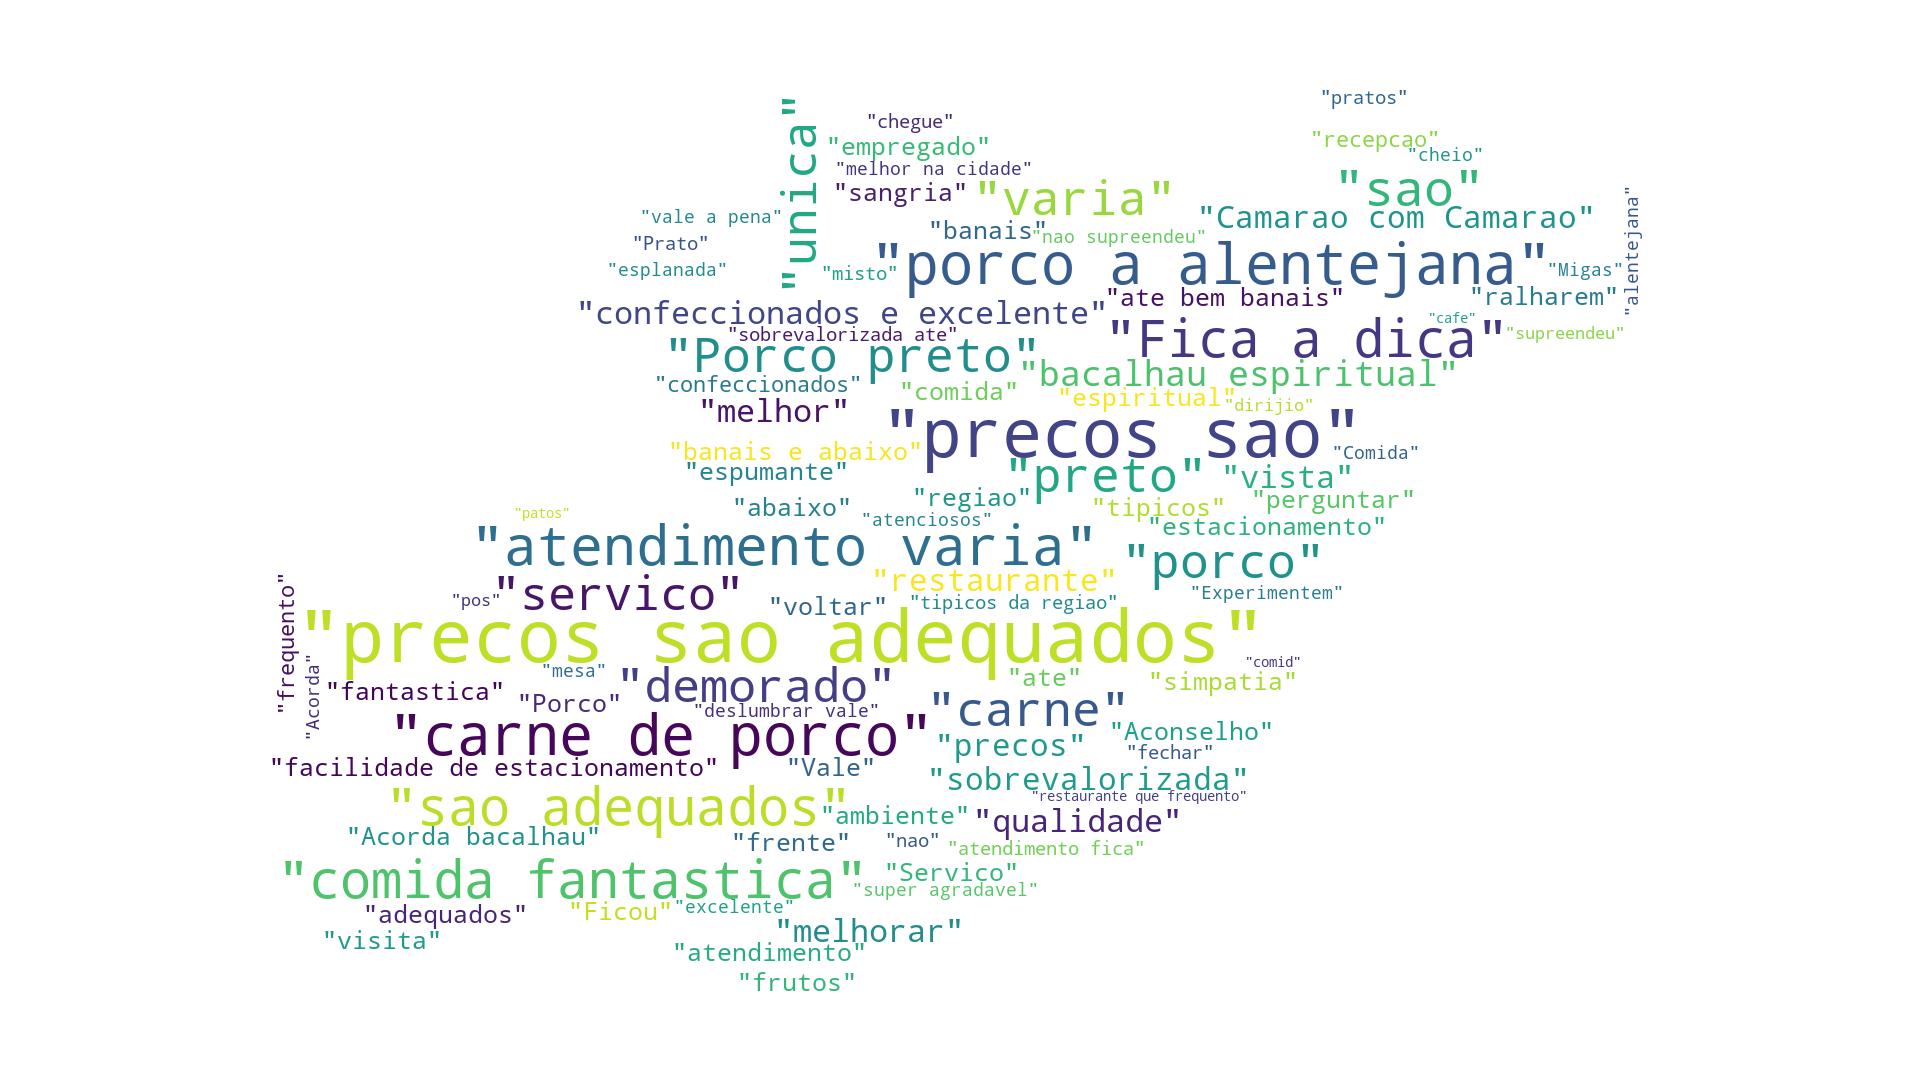 "pratos"
"unica"
"chegue"
"recepcao"
"empregado"
"cheio"
"melhor na cidade"
"sangria"
"varia"
"sao"
"vale a pena"
"Camarao com Camarao"
"alentejana"
"banais"
"nao supreendeu"
"Prato"
"esplanada"
"misto"
"porco a alentejana"
"Migas"
"ate bem banais"
"ralharem"
"confeccionados e excelente"
"cafe"
"sobrevalorizada ate"
"Fica a dica"
"supreendeu"
"Porco preto"
"bacalhau espiritual"
"confeccionados"
"comida"
"espiritual"
"dirijio"
"melhor"
"precos sao"
"banais e abaixo"
"Comida"
"espumante"
"preto"
"vista"
"regiao"
"perguntar"
"abaixo"
"tipicos"
"patos"
"atenciosos"
"estacionamento"
"atendimento varia"
"porco"
"restaurante"
"servico"
"Experimentem"
"pos"
"voltar"
"tipicos da regiao"
"frequento"
"precos sao adequados"
"comid"
"Acorda"
"mesa"
"ate"
"demorado"
"simpatia"
"fantastica"
"Porco"
"deslumbrar vale"
"carne"
"carne de porco"
"Aconselho"
"precos"
"fechar"
"facilidade de estacionamento"
"Vale"
"sobrevalorizada"
"restaurante que frequento"
"sao adequados"
"ambiente"
"qualidade"
"Acorda bacalhau"
"frente"
"nao"
"atendimento fica"
"comida fantastica"
"Servico"
"super agradavel"
"adequados"
"Ficou"
"excelente"
"melhorar"
"visita"
"atendimento"
"frutos"